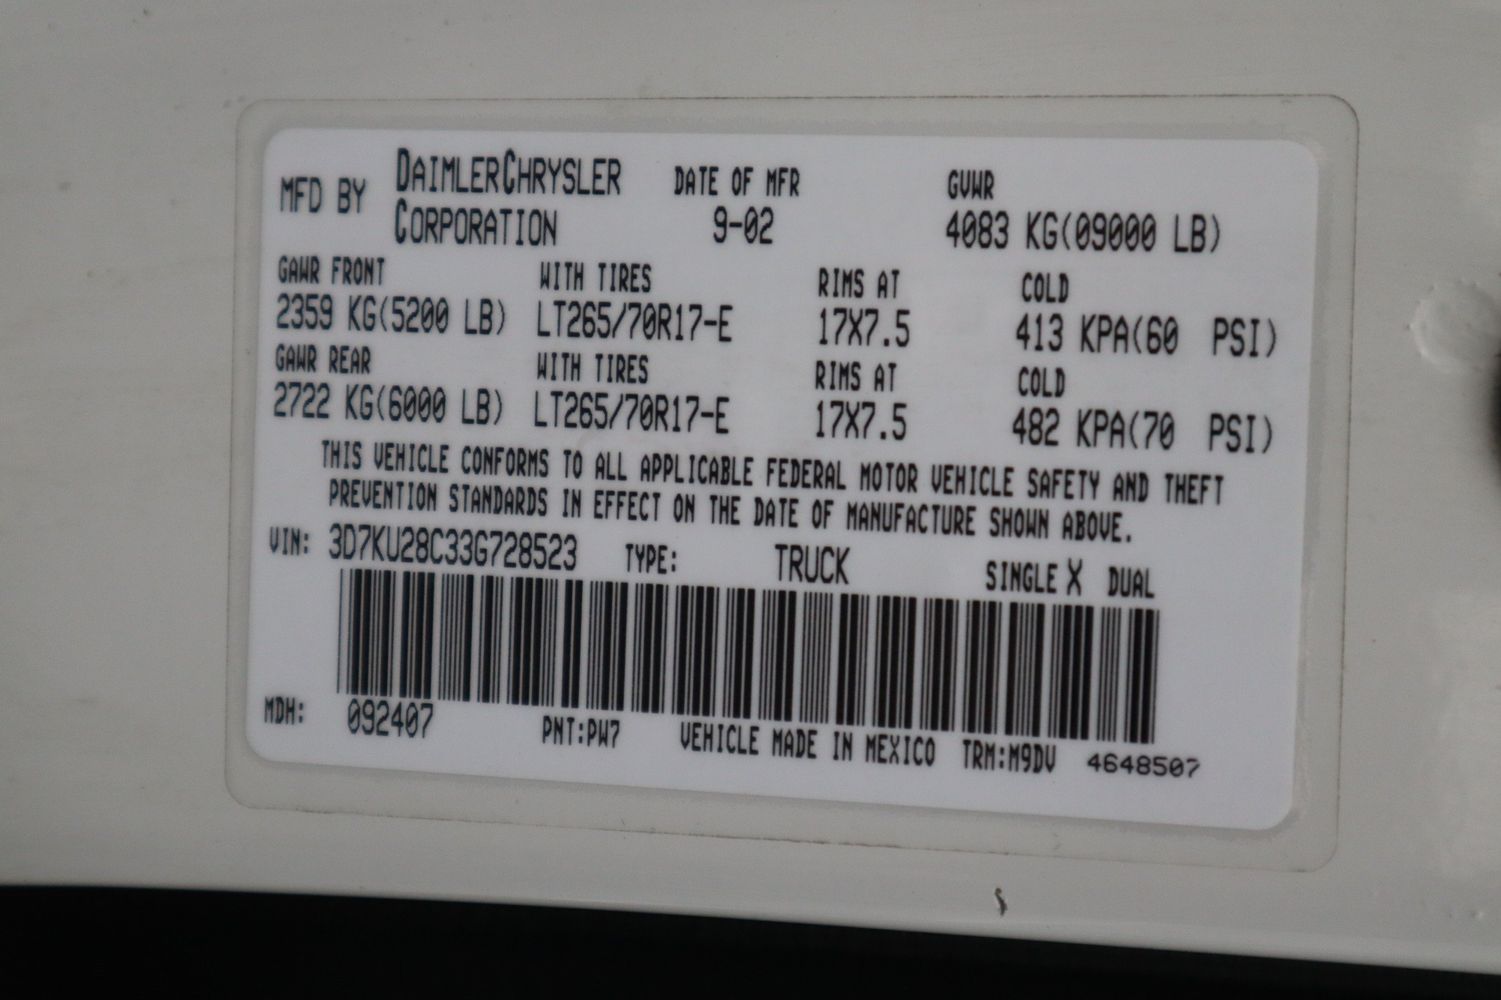 MFD BY DAIMLERCHRYSLER CORPORATION DATE OF MFR 9-02 GVWR 4083 KG(09000 LB)
GAWR FRONT WITH TIRES RIMS AT COLD
2359 KG(5200 LB) LT265/70R17-E 17X7.5 413 KPA(60 PSI)
GAWR REAR WITH TIRES RIMS AT COLD
2722 KG(6000 LB) LT265/70R17-E 17X7.5 482 KPA(70 PSI)
THIS VEHICLE CONFORMS TO ALL APPLICABLE FEDERAL MOTOR VEHICLE SAFETY AND THEFT
PREVENTION STANDARDS IN EFFECT ON THE DATE OF MANUFACTURE SHOWN ABOVE.
VIN: 3D7KU28C33G728523 TYPE: TRUCK SINGLE X DUAL
MDH: 092407 PNT:PW7 VEHICLE MADE IN MEXICO TRM:M9DV 4648507